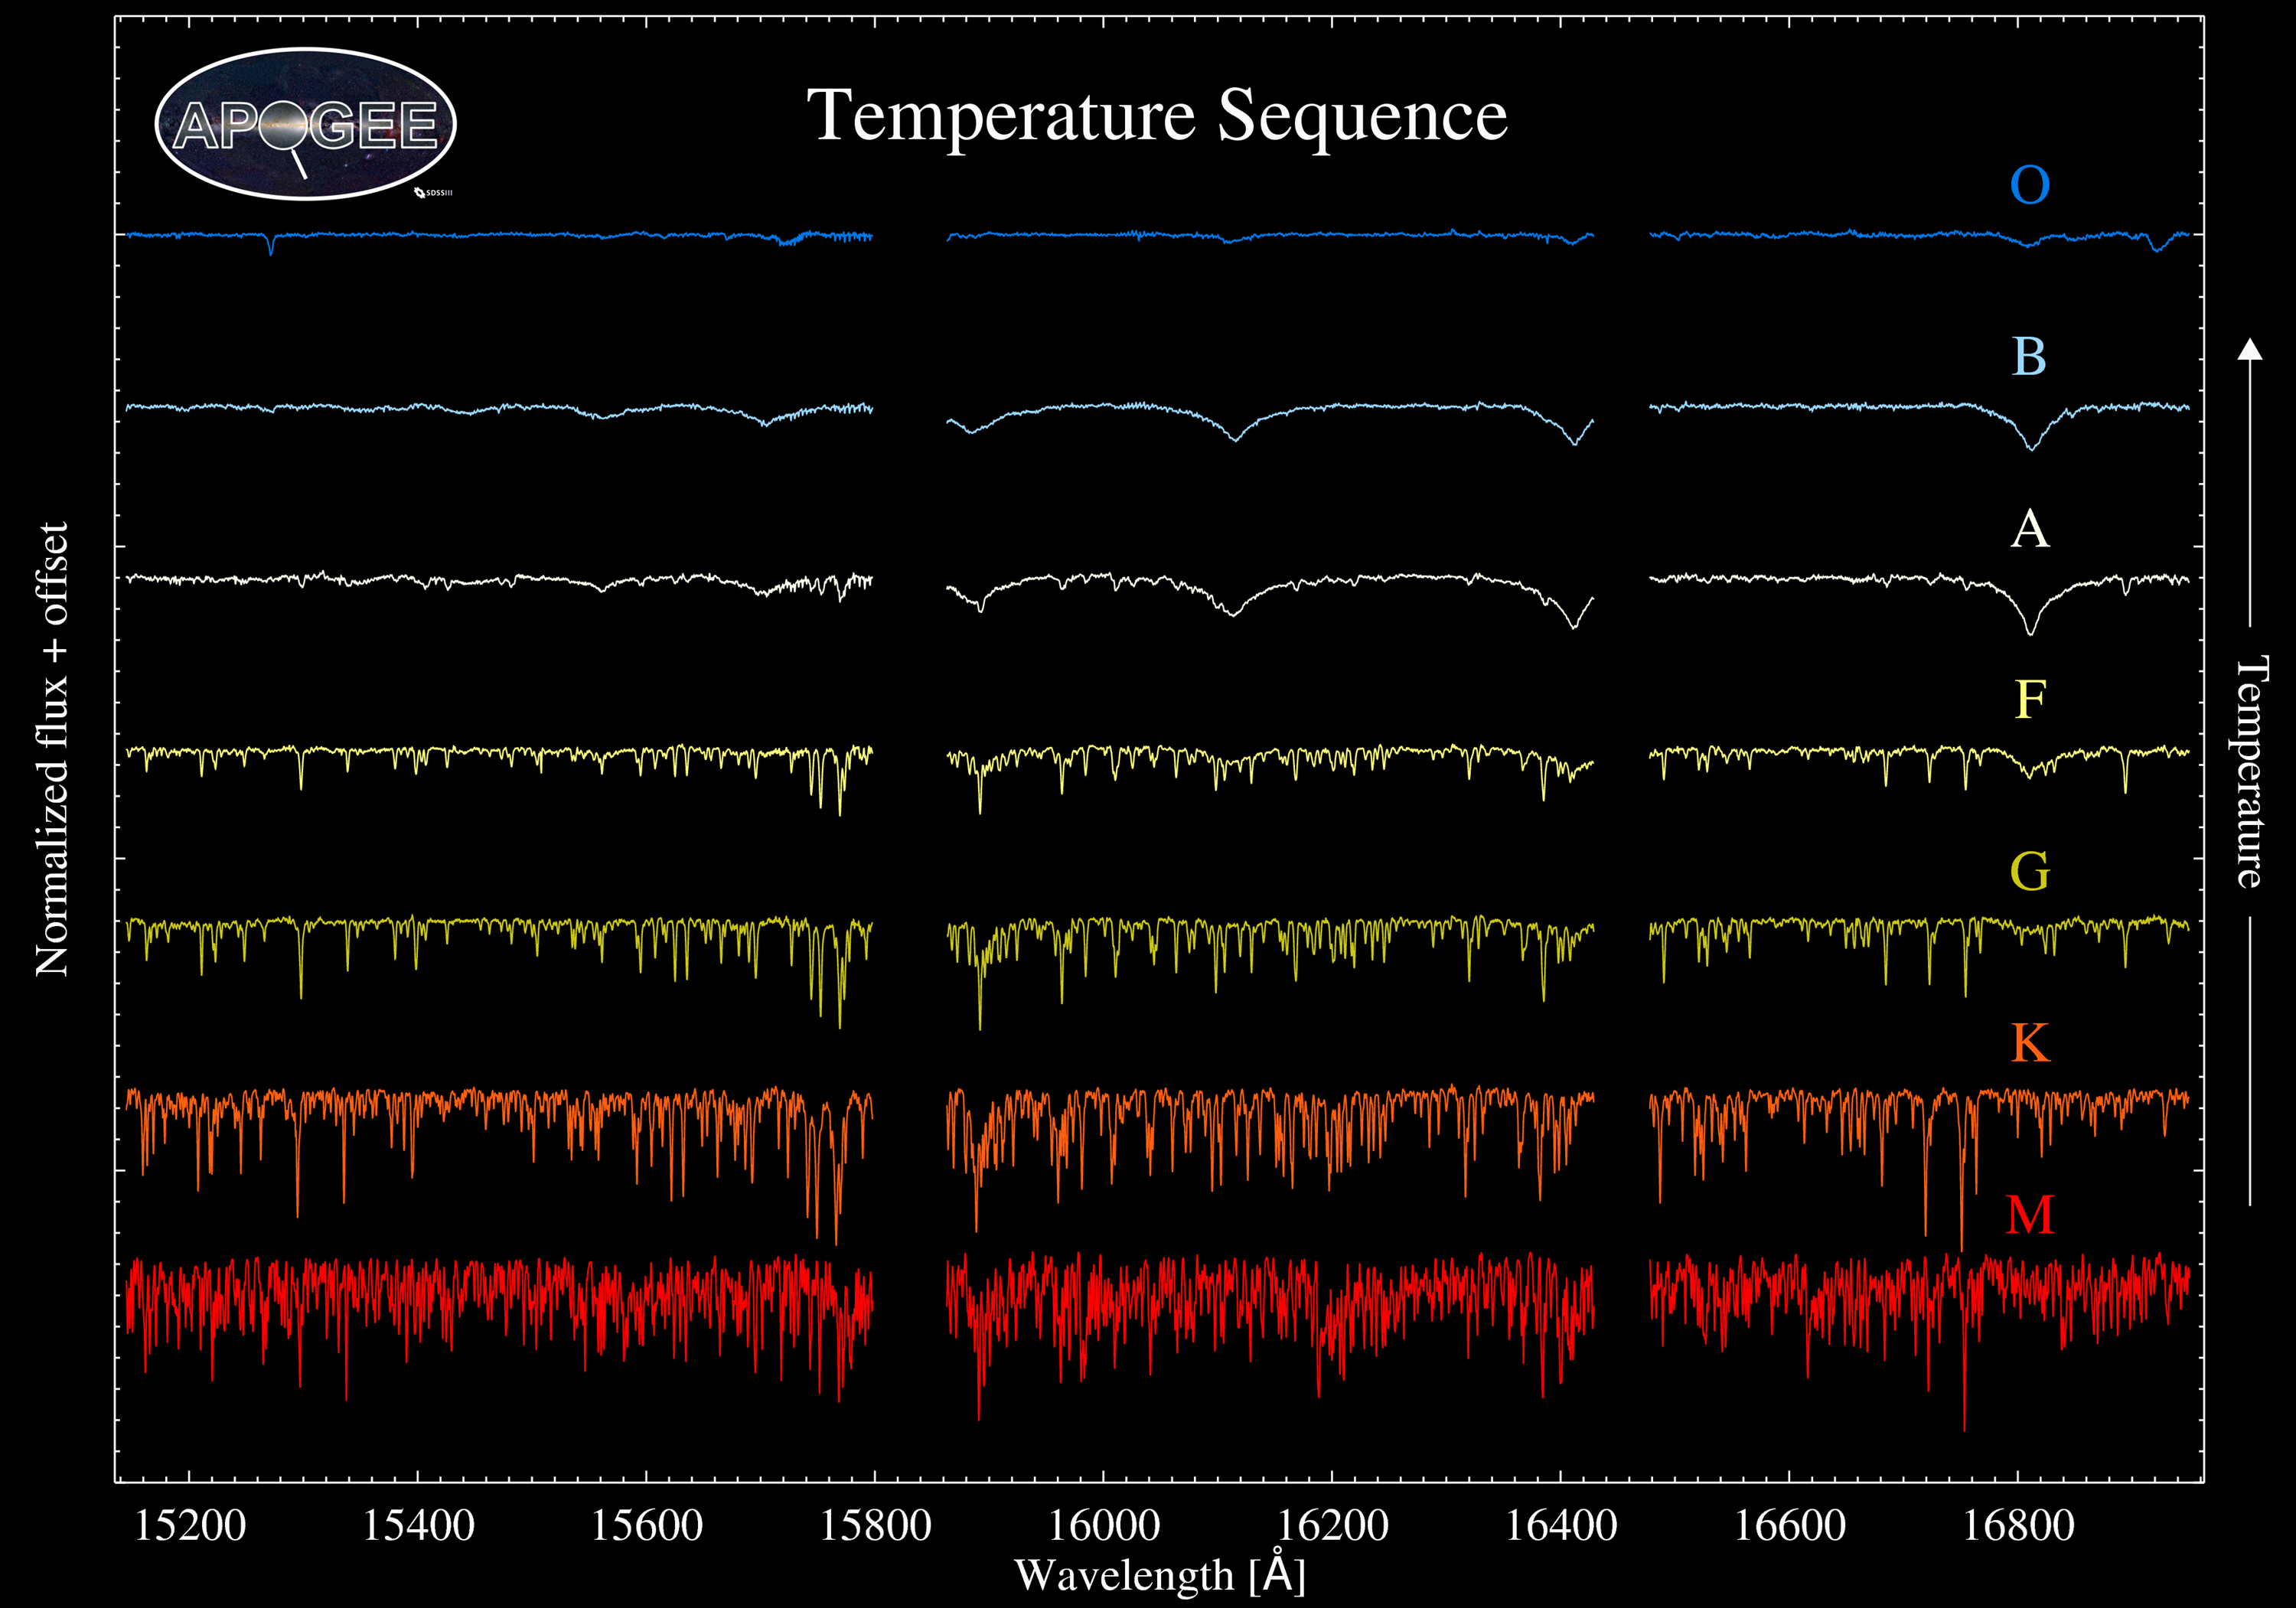 APOGEE
SDSSIII
Temperature Sequence
O
B
A
F
G
K
M
Normalized flux + offset
Temperature
15200 15400 15600 15800 16000 16200 16400 16600 16800
Wavelength [Å]